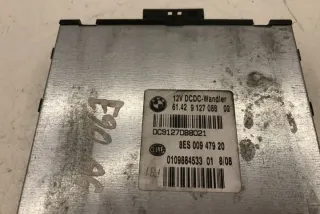 12V DCDC-Wandler
61.42 9 127 088 02
0C9127088021
8ES 009 479 20
HELLA
0109884533 01 8/08
E90